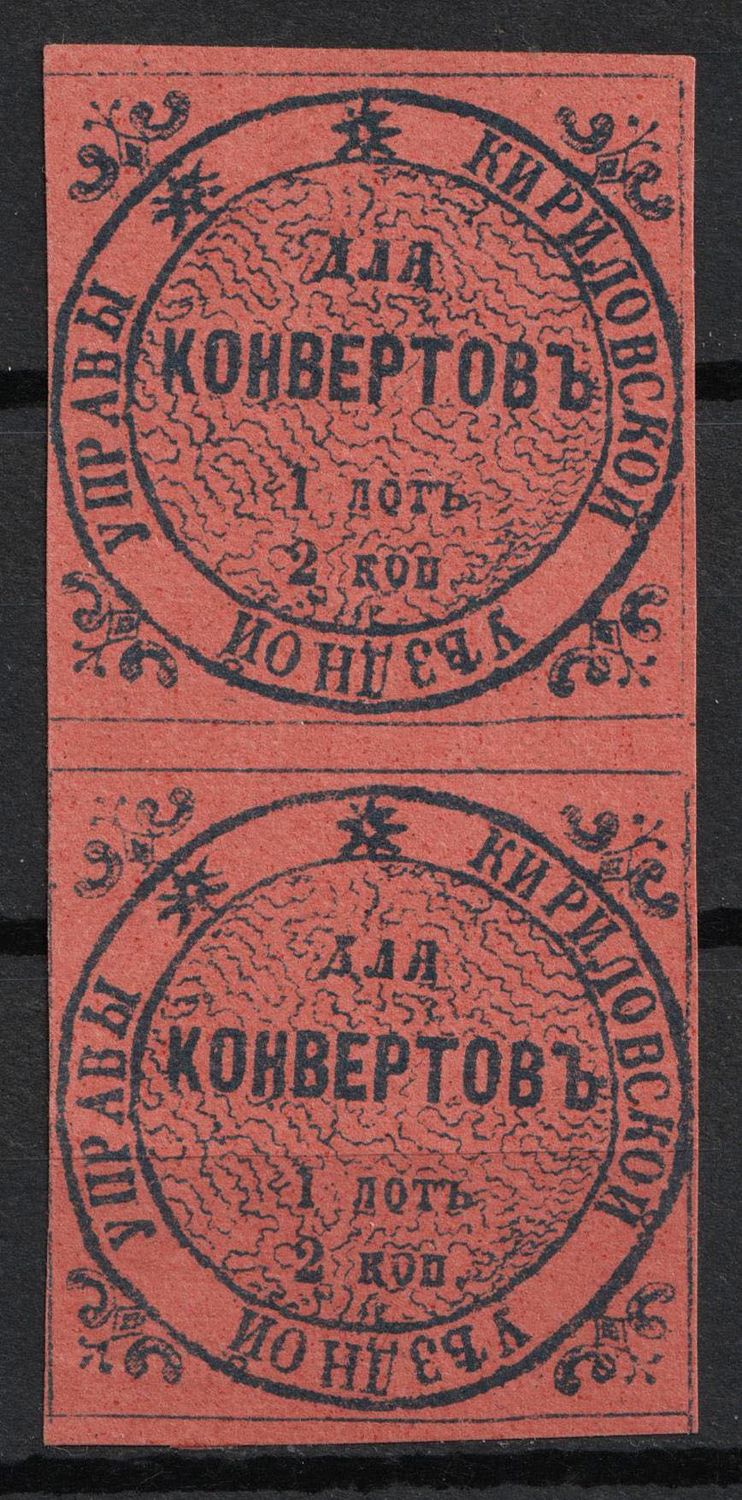 КИРИЛОВСКОЙ
УѢЗДНОЙ
УПРАВЫ
ДЛЯ
КОНВЕРТОВЪ
1 лотъ
2 коп
КИРИЛОВСКОЙ
УѢЗДНОЙ
УПРАВЫ
ДЛЯ
КОНВЕРТОВЪ
1 лотъ
2 коп